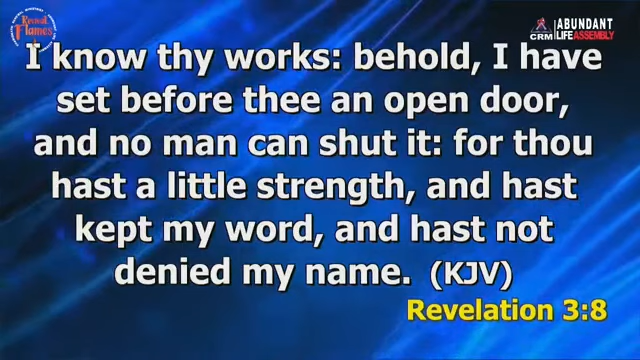 Revival
Flames
CRM
ABUNDANT
LIFE ASSEMBLY
I know thy works: behold, I have
set before thee an open door,
and no man can shut it: for thou
hast a little strength, and hast
kept my word, and hast not
denied my name. (KJV)
Revelation 3:8